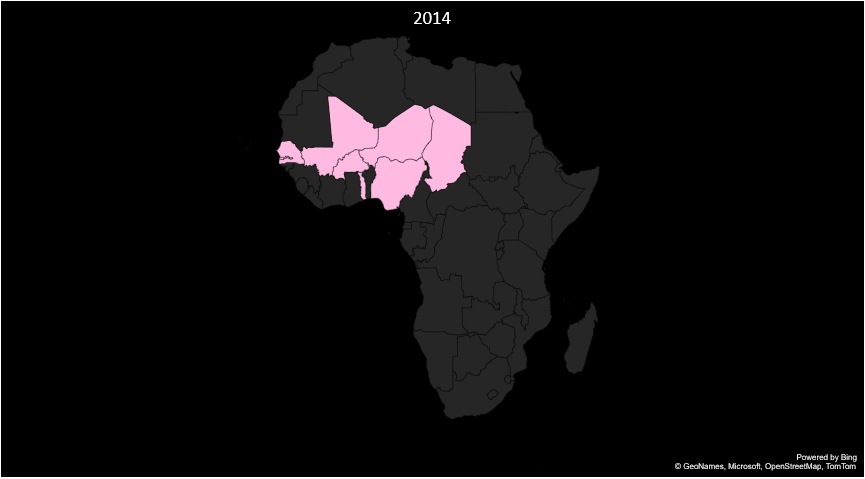 2014
Powered by Bing
© GeoNames, Microsoft, OpenStreetMap, TomTom